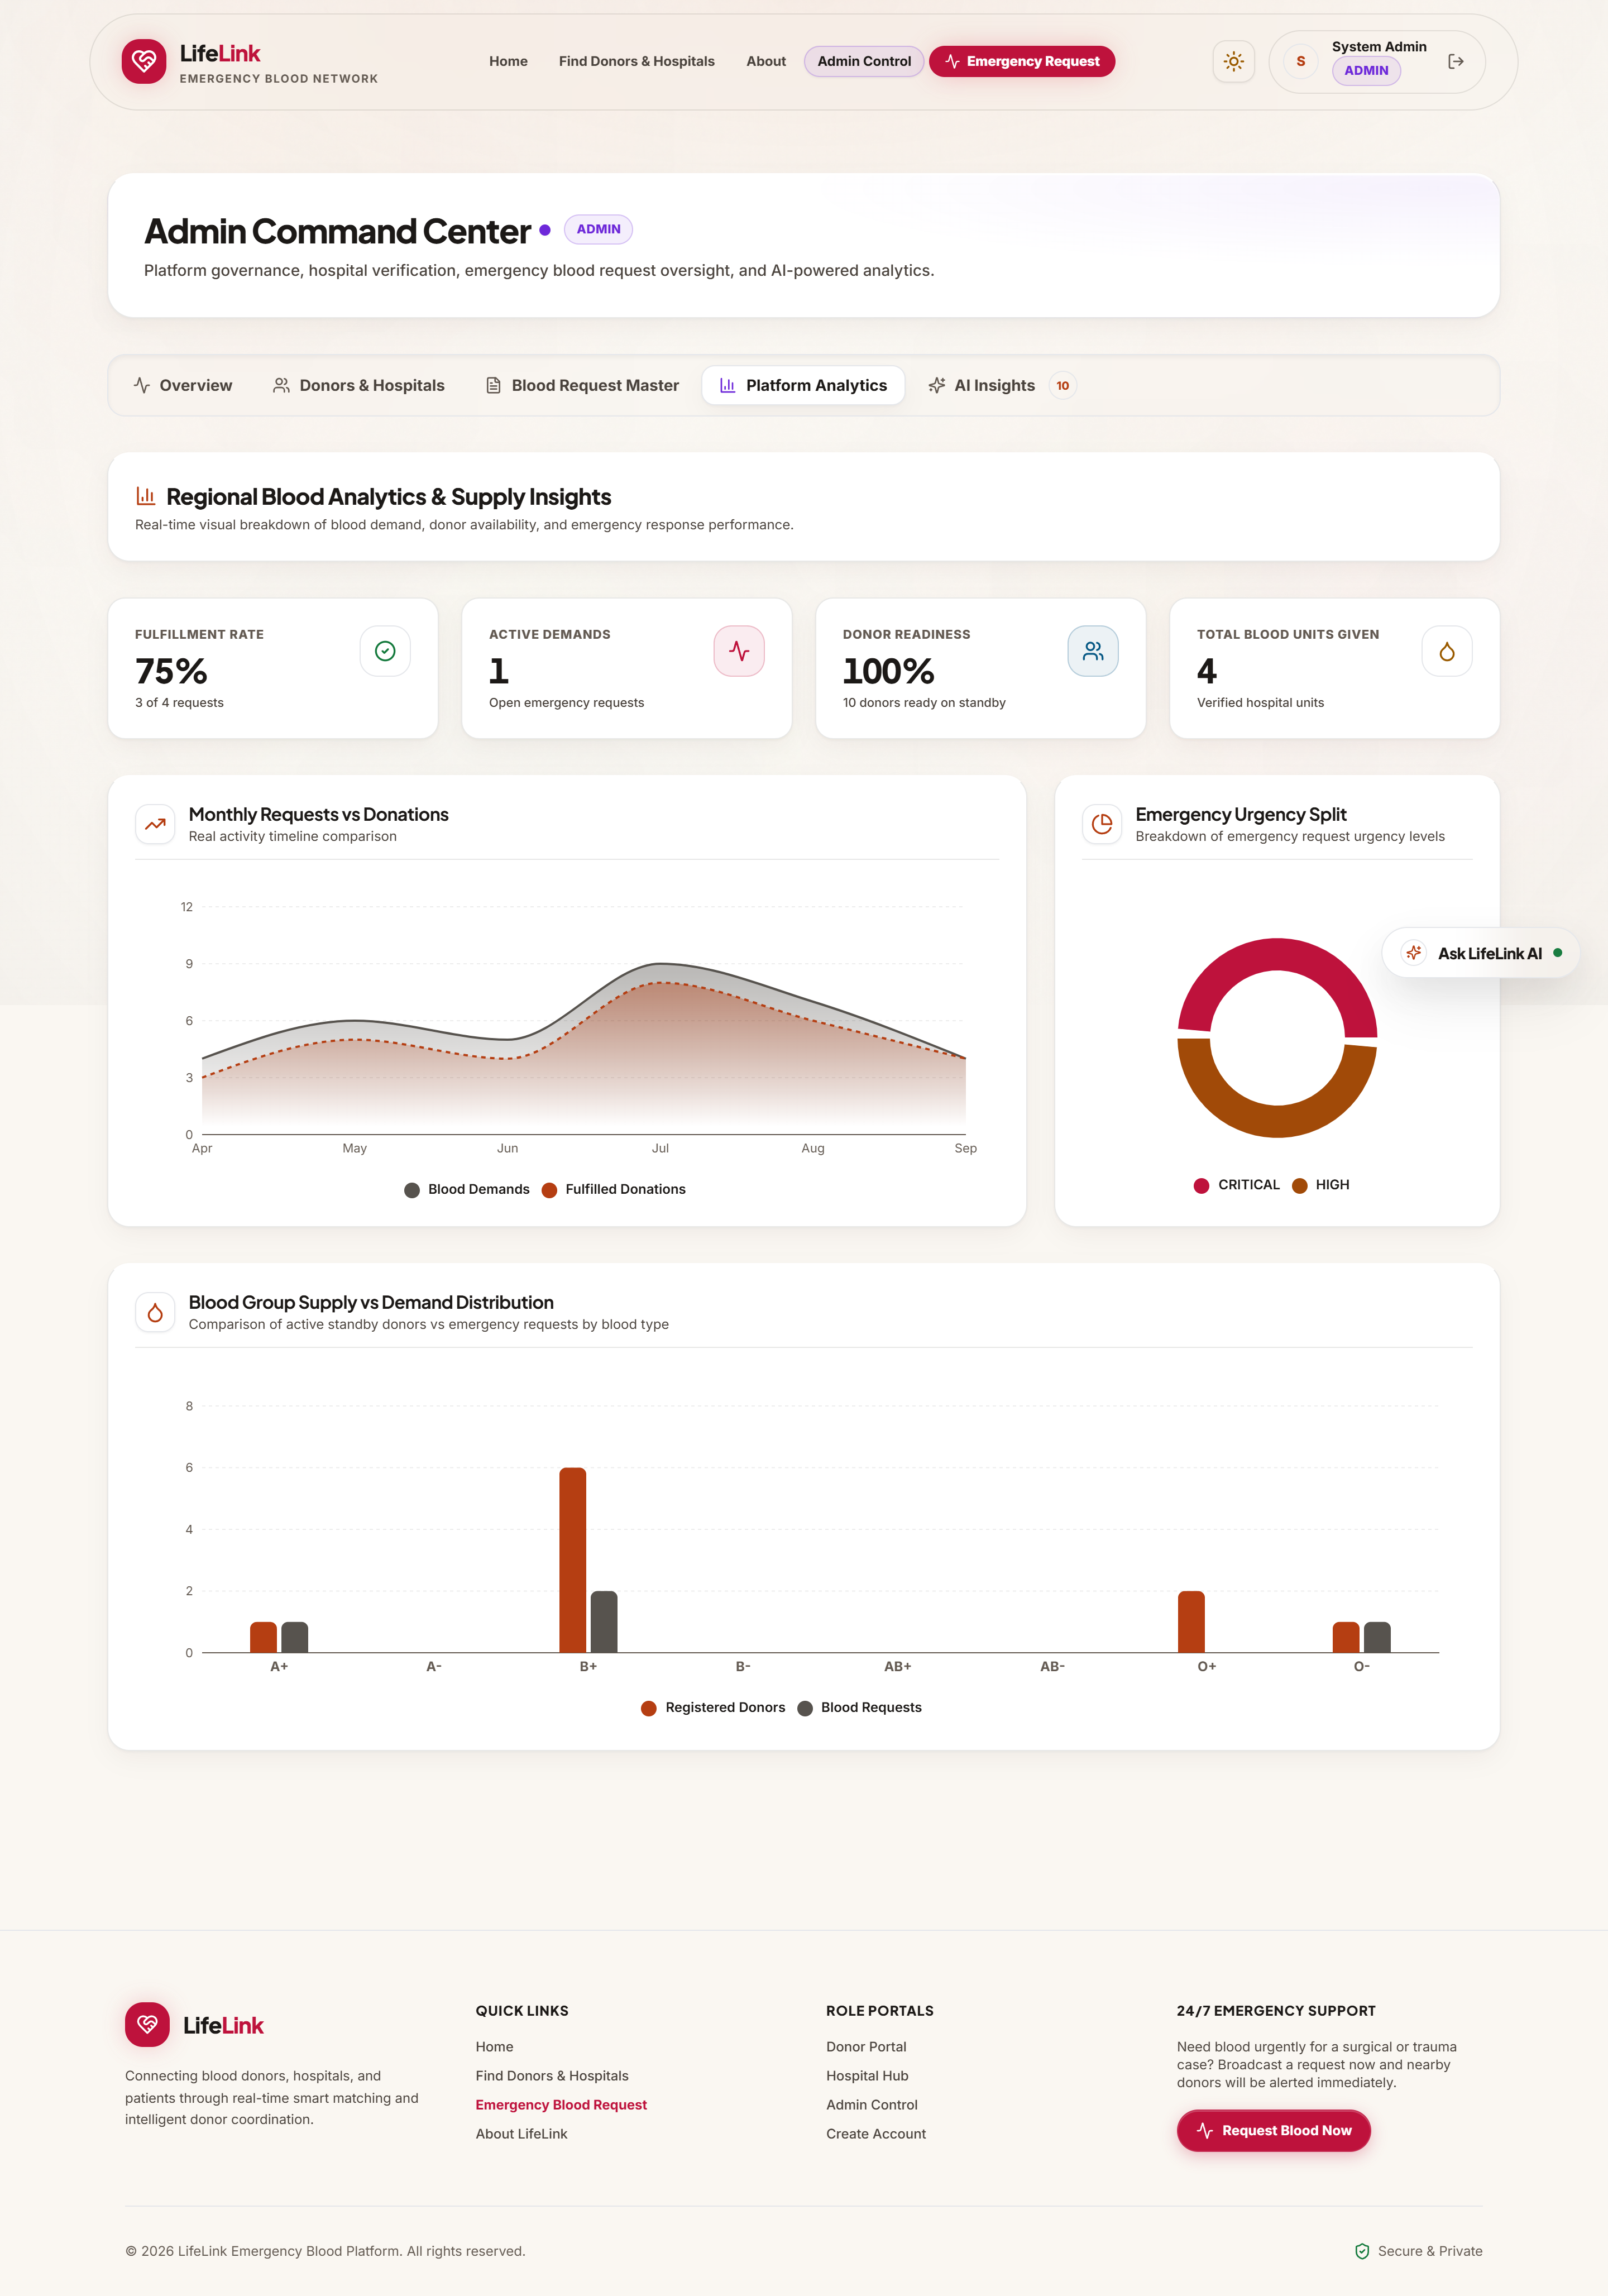 LifeLink
EMERGENCY BLOOD NETWORK
Home
Find Donors & Hospitals
About
Admin Control
Emergency Request
S
System Admin
ADMIN
Admin Command Center
ADMIN
Platform governance, hospital verification, emergency blood request oversight, and AI-powered analytics.
Overview
Donors & Hospitals
Blood Request Master
Platform Analytics
AI Insights
10
Regional Blood Analytics & Supply Insights
Real-time visual breakdown of blood demand, donor availability, and emergency response performance.
FULFILLMENT RATE
75%
3 of 4 requests
ACTIVE DEMANDS
1
Open emergency requests
DONOR READINESS
100%
10 donors ready on standby
TOTAL BLOOD UNITS GIVEN
4
Verified hospital units
Monthly Requests vs Donations
Real activity timeline comparison
12
9
6
3
0
Apr
May
Jun
Jul
Aug
Sep
Blood Demands
Fulfilled Donations
Emergency Urgency Split
Breakdown of emergency request urgency levels
Ask LifeLink AI
CRITICAL
HIGH
Blood Group Supply vs Demand Distribution
Comparison of active standby donors vs emergency requests by blood type
8
6
4
2
0
A+
A-
B+
B-
AB+
AB-
O+
O-
Registered Donors
Blood Requests
LifeLink
Connecting blood donors, hospitals, and
patients through real-time smart matching and
intelligent donor coordination.
QUICK LINKS
Home
Find Donors & Hospitals
Emergency Blood Request
About LifeLink
ROLE PORTALS
Donor Portal
Hospital Hub
Admin Control
Create Account
24/7 EMERGENCY SUPPORT
Need blood urgently for a surgical or trauma
case? Broadcast a request now and nearby
donors will be alerted immediately.
Request Blood Now
© 2026 LifeLink Emergency Blood Platform. All rights reserved.
Secure & Private